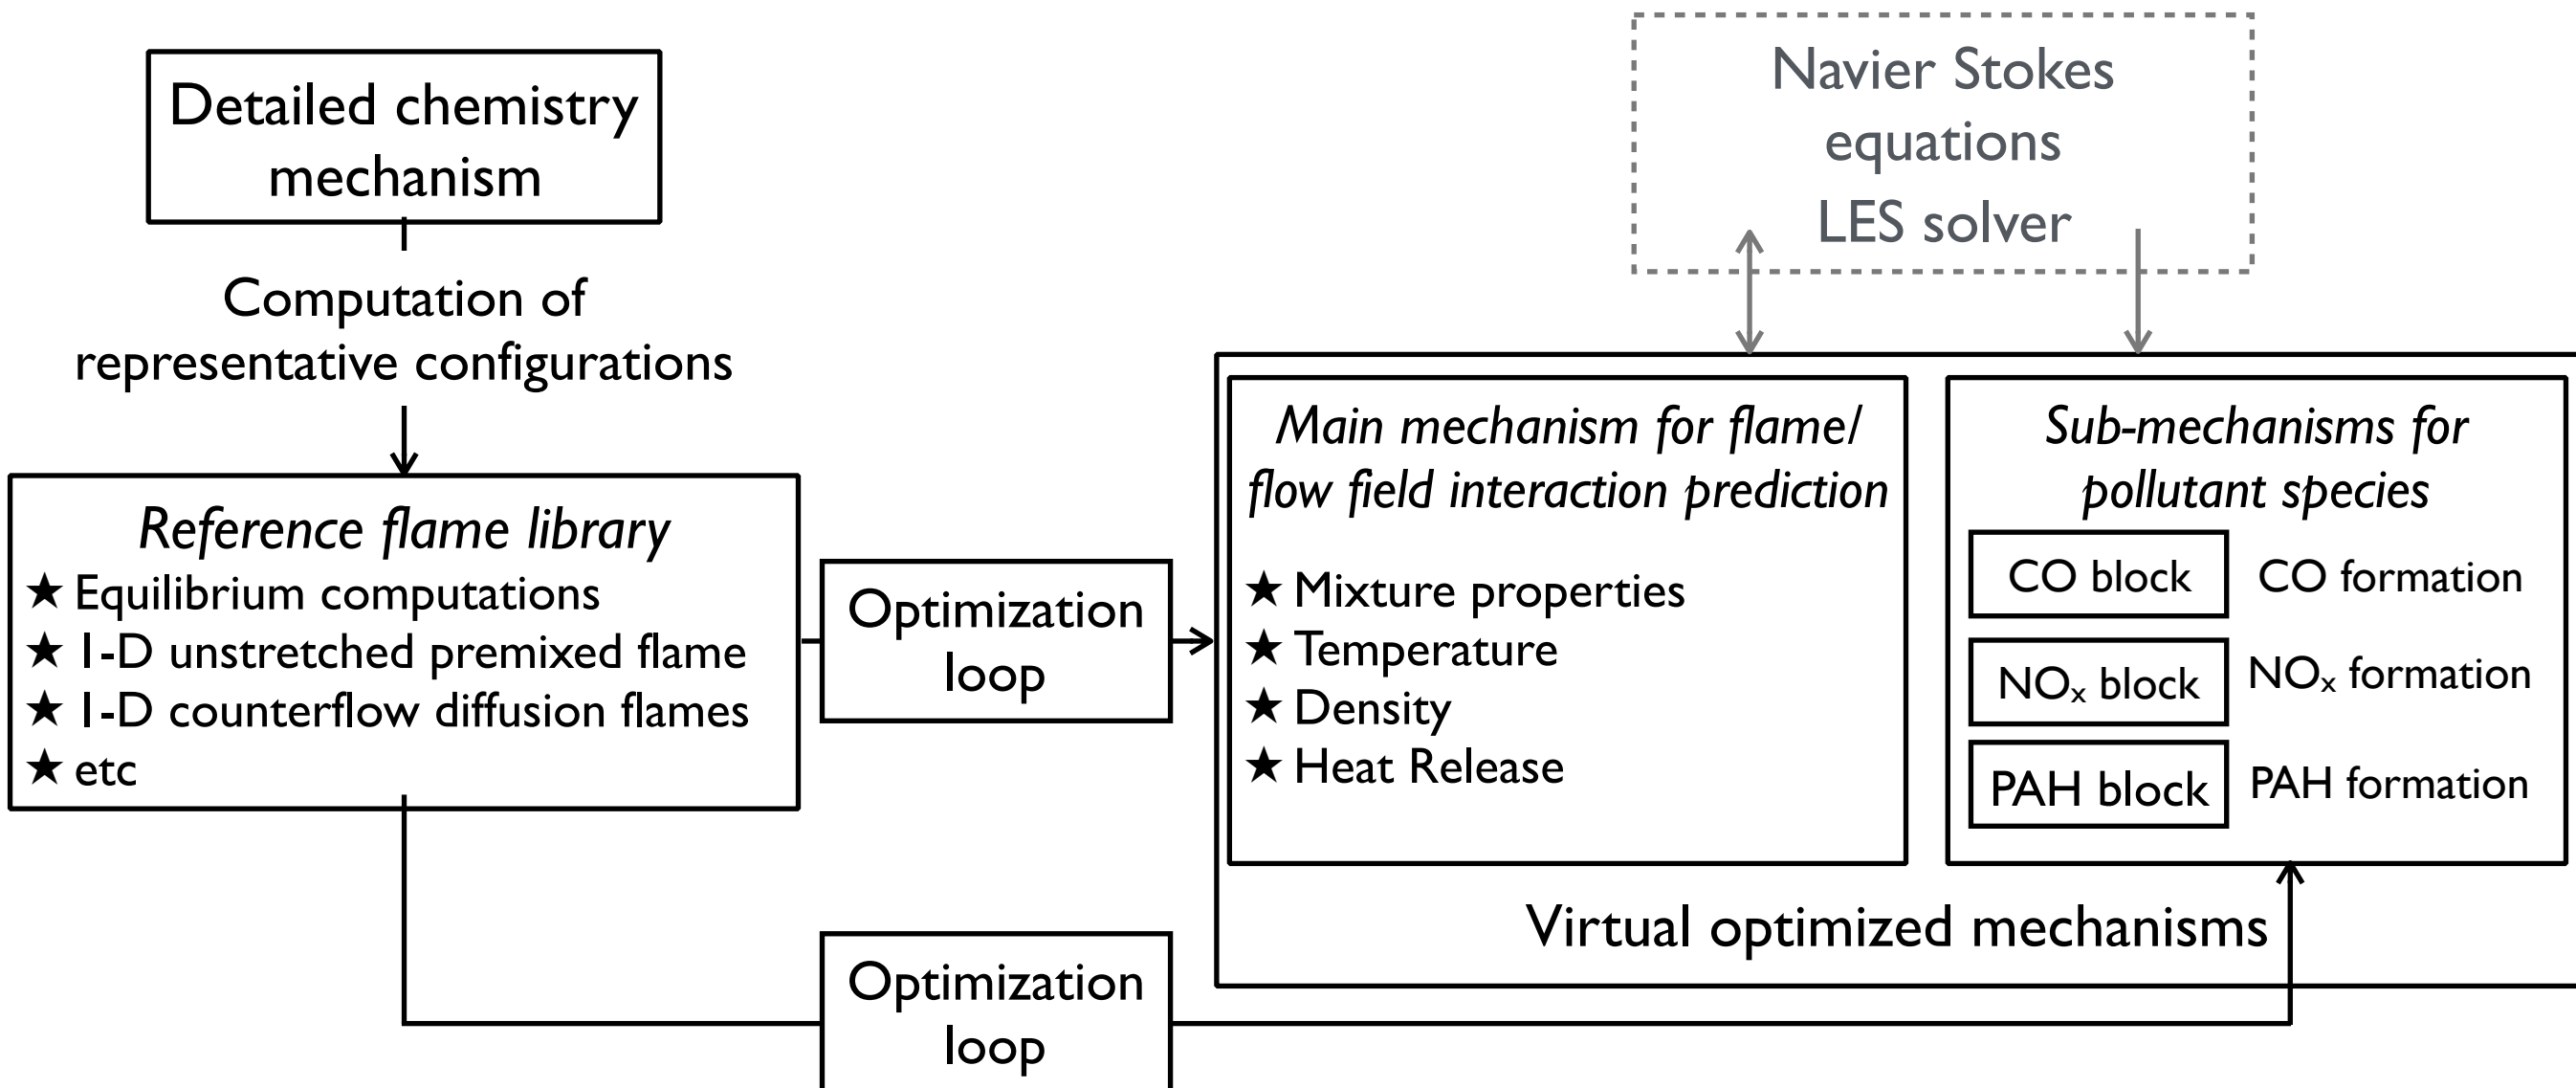 Detailed chemistry
mechanism
Computation of
representative configurations
Reference flame library
★ Equilibrium computations
★ 1-D unstretched premixed flame
★ 1-D counterflow diffusion flames
★ etc
Optimization
loop
Optimization
loop
Navier Stokes
equations
LES solver
Main mechanism for flame/
flow field interaction prediction
★ Mixture properties
★ Temperature
★ Density
★ Heat Release
Sub-mechanisms for
pollutant species
CO block CO formation
NOₓ block NOₓ formation
PAH block PAH formation
Virtual optimized mechanisms